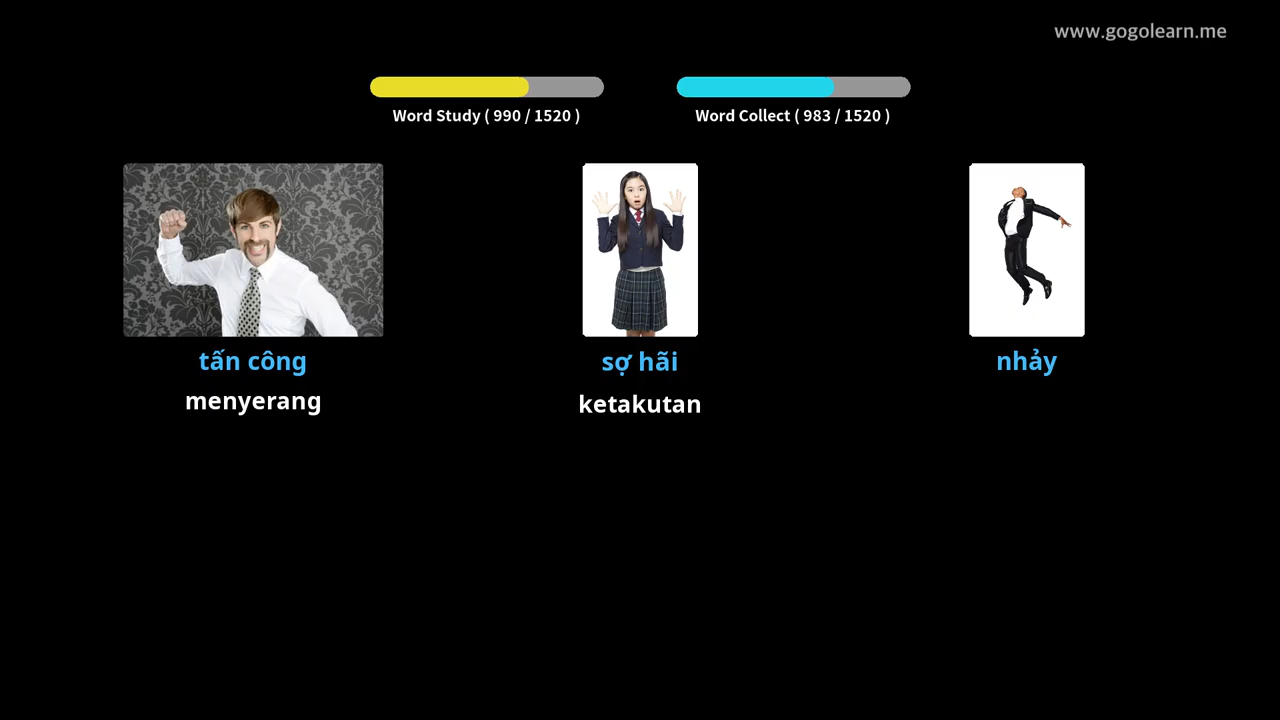 www.gogolearn.me
Word Study ( 990 / 1520 )
Word Collect ( 983 / 1520 )
tấn công
menyerang
sợ hãi
ketakutan
nhảy